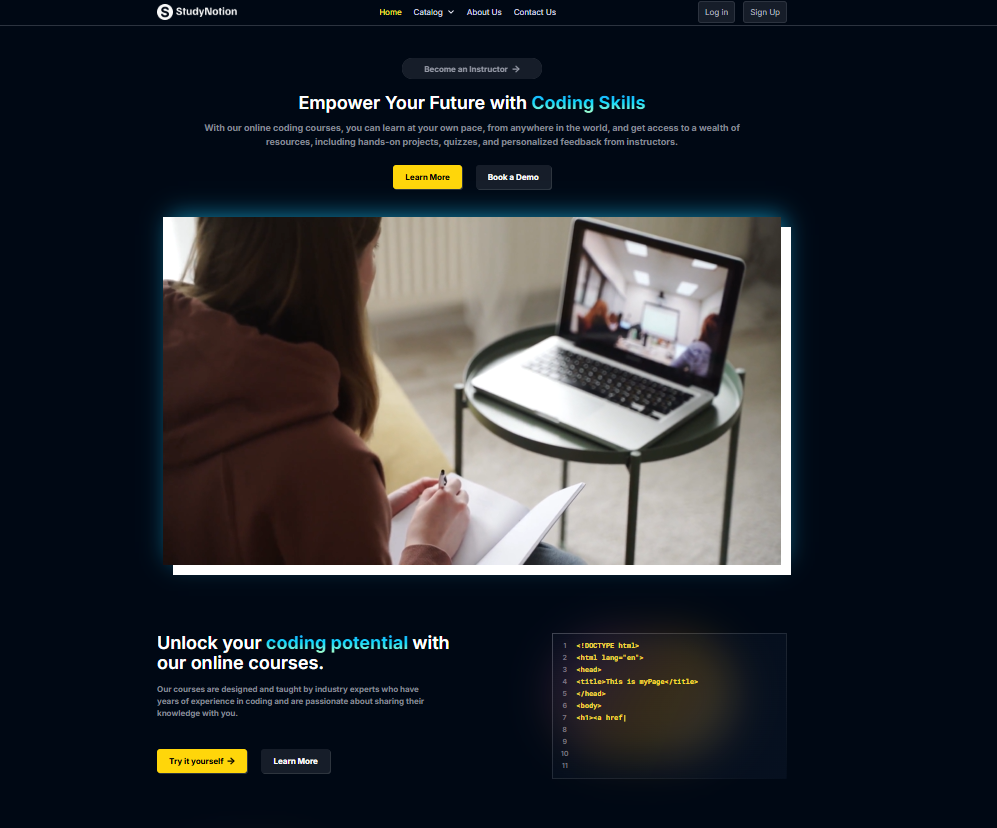 StudyNotion
Home Catalog About Us Contact Us
Log in Sign Up
Become an Instructor →
Empower Your Future with Coding Skills
With our online coding courses, you can learn at your own pace, from anywhere in the world, and get access to a wealth of
resources, including hands-on projects, quizzes, and personalized feedback from instructors.
Learn More Book a Demo
Unlock your coding potential with
our online courses.
Our courses are designed and taught by industry experts who have
years of experience in coding and are passionate about sharing their
knowledge with you.
Try it yourself → Learn More
1 <!DOCTYPE html>
2 <html lang="en">
3 <head>
4 <title>This is myPage</title>
5 </head>
6 <body>
7 <h1><a href|
8
9
10
11